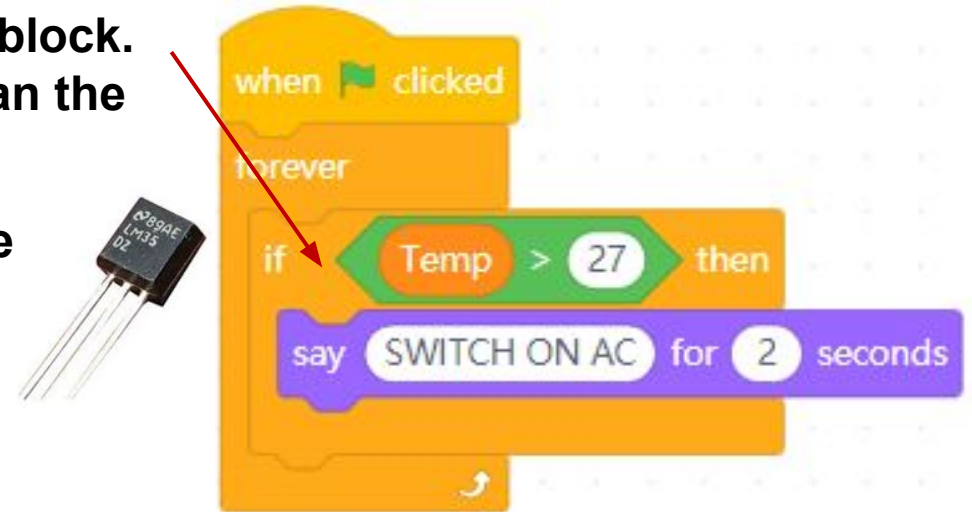 block.
an the
e
89AE
LM35
DZ
when clicked
forever
if Temp > 27 then
say SWITCH ON AC for 2 seconds